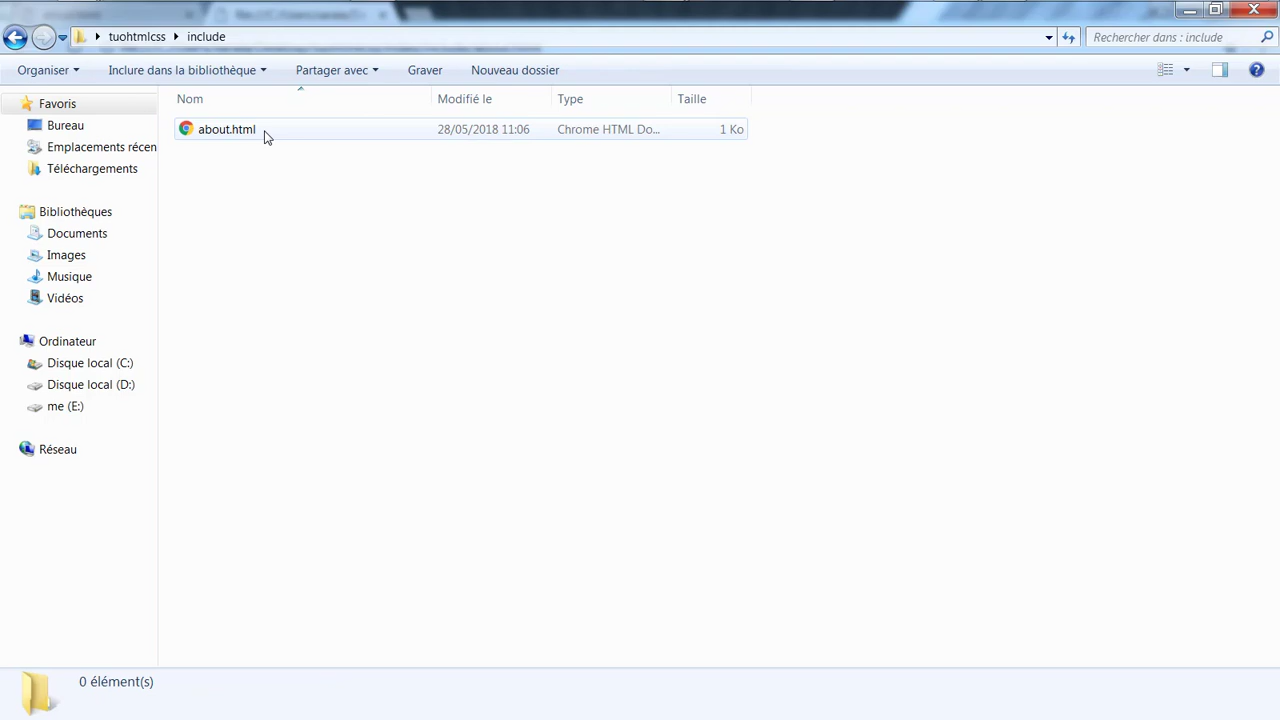 tuohtmlcss include
Rechercher dans : include
Organiser Inclure dans la bibliothèque Partager avec Graver Nouveau dossier
Nom Modifié le Type Taille
about.html 28/05/2018 11:06 Chrome HTML Do... 1 Ko
Favoris
Bureau
Emplacements récen
Téléchargements
Bibliothèques
Documents
Images
Musique
Vidéos
Ordinateur
Disque local (C:)
Disque local (D:)
me (E:)
Réseau
0 élément(s)